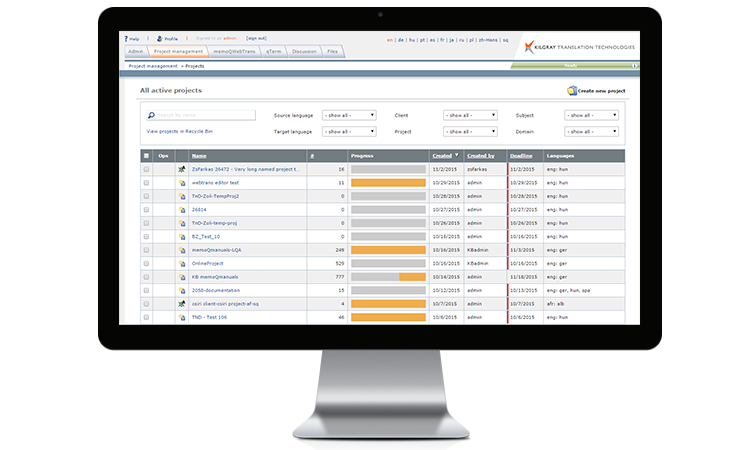 Help | Profile | Signed in as admin. [sign out]
en | de | hu | pt | es | fr | ja | ru | pl | zh-Hans | sq
KILGRAY TRANSLATION TECHNOLOGIES
Admin Project management memoQWebTrans qTerm Discussion Files
Project management > Projects
Ready
All active projects
Create new project
Search by name
Source language - show all - Client - show all - Subject - show all -
View projects in Recycle Bin
Target language - show all - Project - show all - Domain - show all -
Ops Name # Progress Created Created by Deadline Languages
ZsFarkas 26472 - Very long named project t... 16 11/2/2015 zsfarkas 11/2/2015 eng: hun
webtrans editor test 11 10/29/2015 admin 10/29/2015 eng: hun
TnD-Zoli-TempProj2 0 10/28/2015 admin 10/28/2015 eng: hun
26814 0 10/27/2015 admin 10/27/2015 eng: hun
TnD-Zoli-temp-proj 0 10/26/2015 admin 10/26/2015 eng: hun
BZ_Test_10 0 10/16/2015 admin 10/16/2015 eng: hun
memoQmanuals-LQA 249 10/16/2015 KBadmin 11/3/2015 eng: ger
OnlineProject 529 10/16/2015 KBadmin 10/16/2015 eng: ger
KB memoQmanuals 777 10/14/2015 admin 11/18/2015 eng: ger
2058-documentation 15 10/12/2015 admin 10/13/2015 eng: ger, hun, spa
csiri client-csiri project-af-sq 4 10/7/2015 admin 10/7/2015 afr: alb
TND - Test 106 46 10/6/2015 admin 10/6/2015 eng: hun